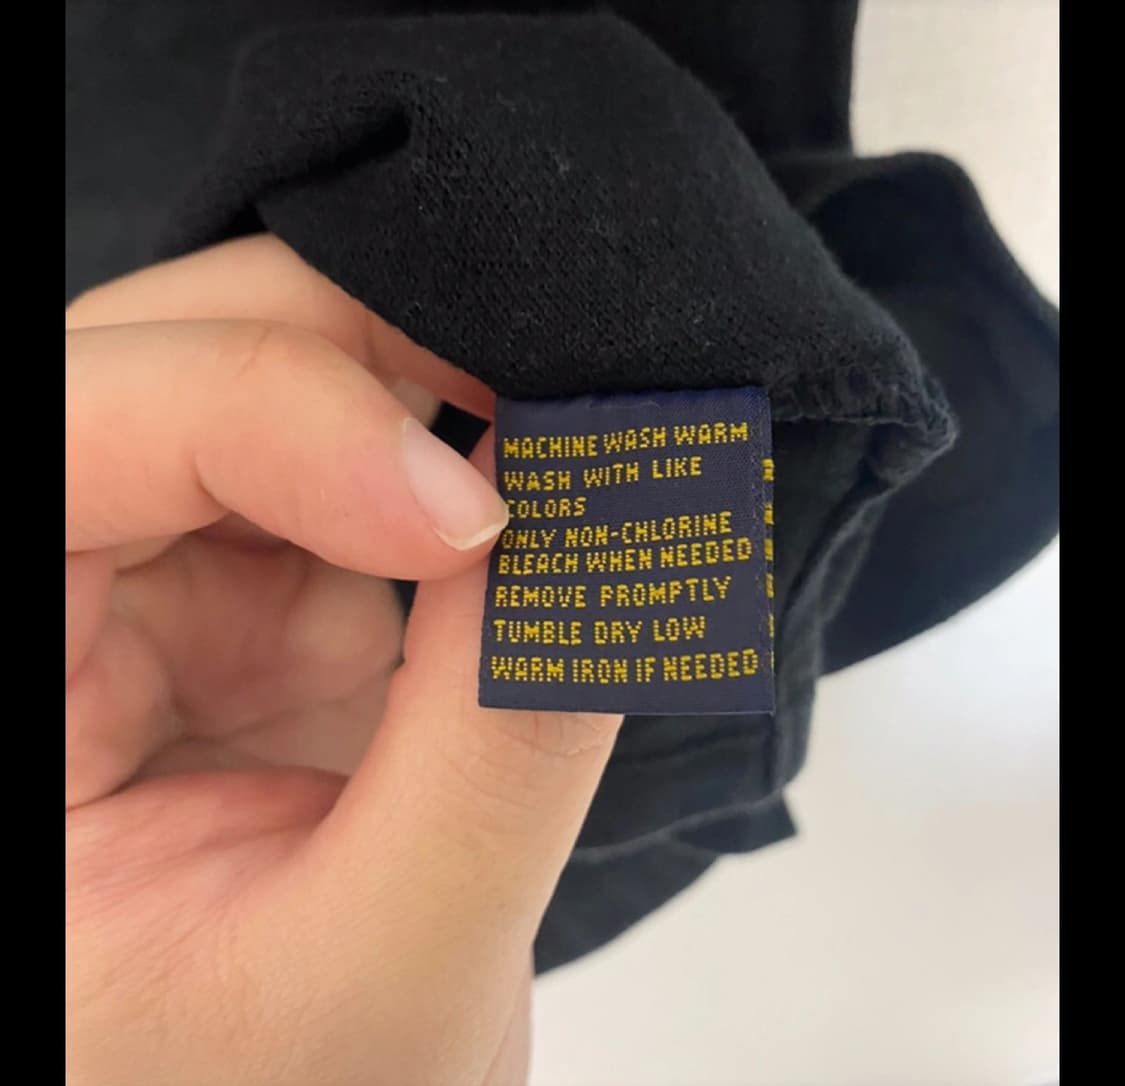 MACHINE WASH WARM
WASH WITH LIKE
COLORS
ONLY NON-CHLORINE
BLEACH WHEN NEEDED
REMOVE PROMPTLY
TUMBLE DRY LOW
WARM IRON IF NEEDED